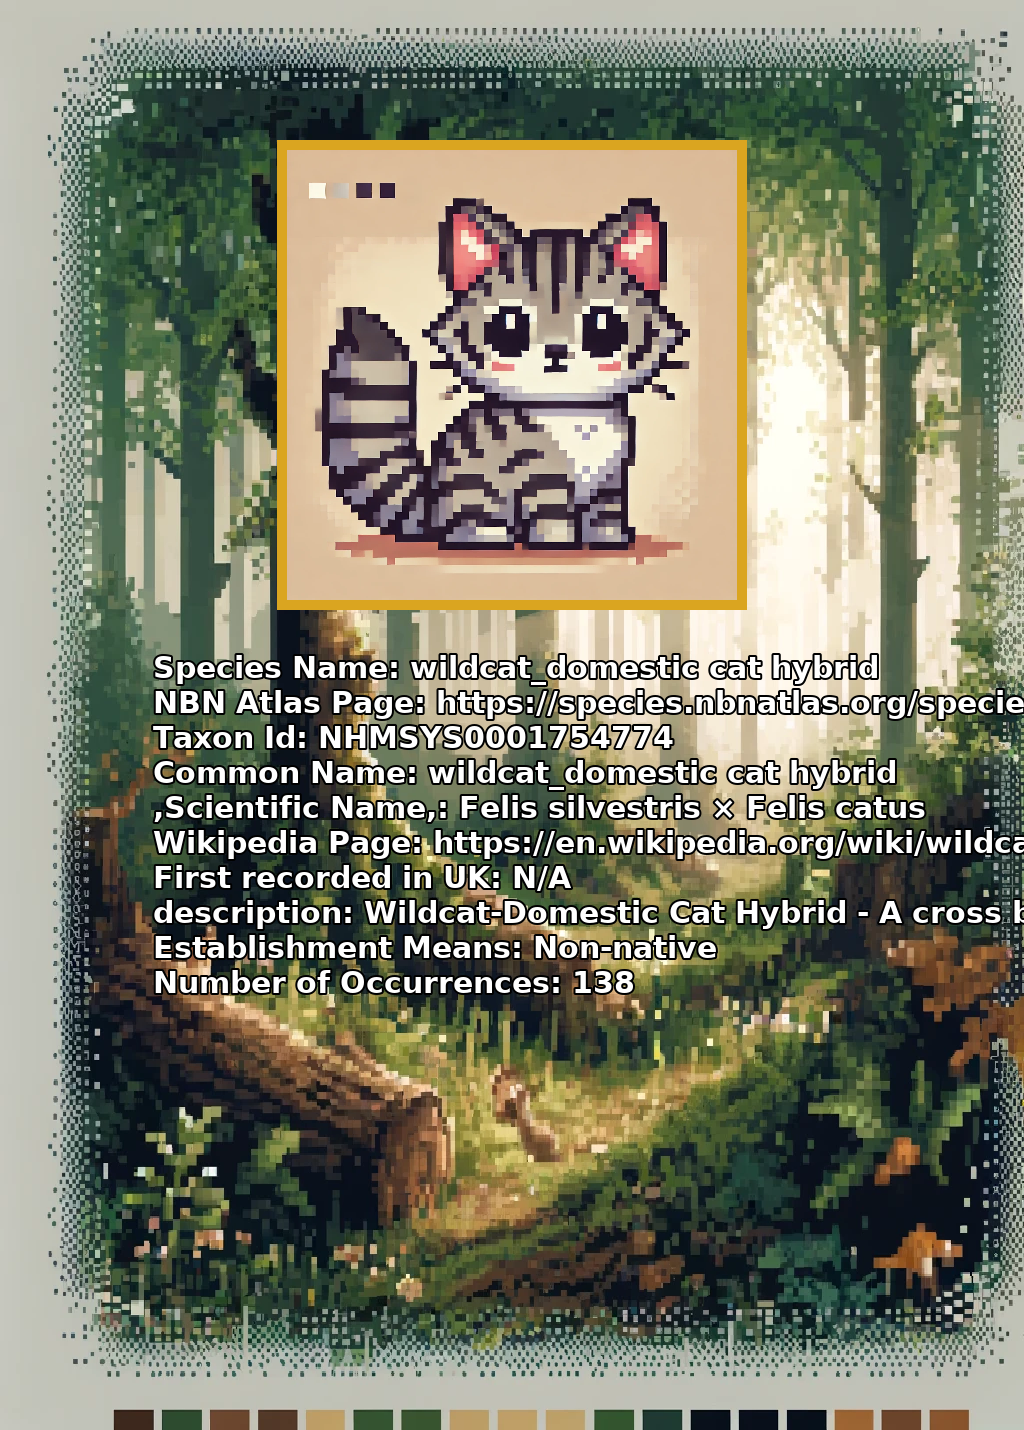 Species Name: wildcat_domestic cat hybrid
NBN Atlas Page: https://species.nbnatlas.org/specie
Taxon Id: NHMSYS0001754774
Common Name: wildcat_domestic cat hybrid
,Scientific Name,: Felis silvestris × Felis catus
Wikipedia Page: https://en.wikipedia.org/wiki/wildca
First recorded in UK: N/A
description: Wildcat-Domestic Cat Hybrid - A cross b
Establishment Means: Non-native
Number of Occurrences: 138